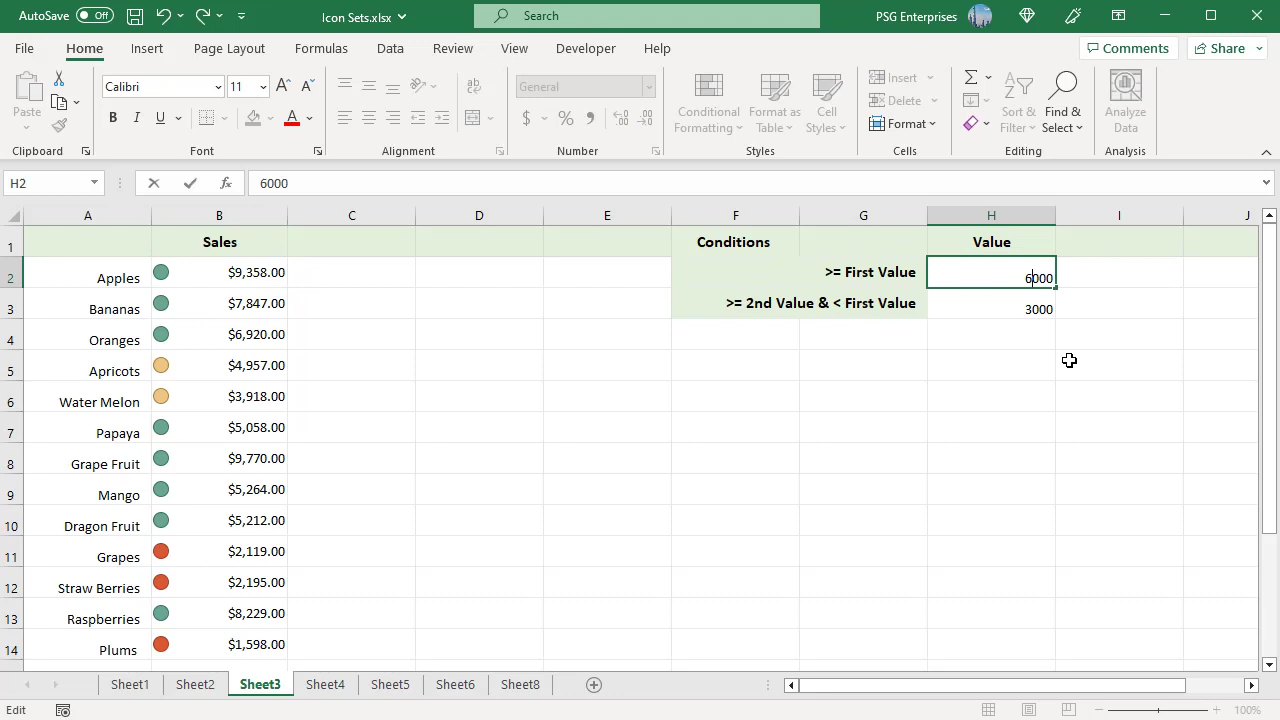 AutoSave Off Icon Sets.xlsx Search PSG Enterprises
File Home Insert Page Layout Formulas Data Review View Developer Help Comments Share
Calibri 11 General Insert
Paste Conditional Format as Cell Delete Sort & Find & Analyze
Formatting Table Styles Format Filter Select Data
Clipboard Font Alignment Number Styles Cells Editing Analysis
H2 fx 6000
A B C D E F G H I J
1 Sales Conditions Value
2 Apples $9,358.00 >= First Value 6000
3 Bananas $7,847.00 >= 2nd Value & < First Value 3000
4 Oranges $6,920.00
5 Apricots $4,957.00
6 Water Melon $3,918.00
7 Papaya $5,058.00
8 Grape Fruit $9,770.00
9 Mango $5,264.00
10 Dragon Fruit $5,212.00
11 Grapes $2,119.00
12 Straw Berries $2,195.00
13 Raspberries $8,229.00
14 Plums $1,598.00
Sheet1 Sheet2 Sheet3 Sheet4 Sheet5 Sheet6 Sheet8
Edit 100%